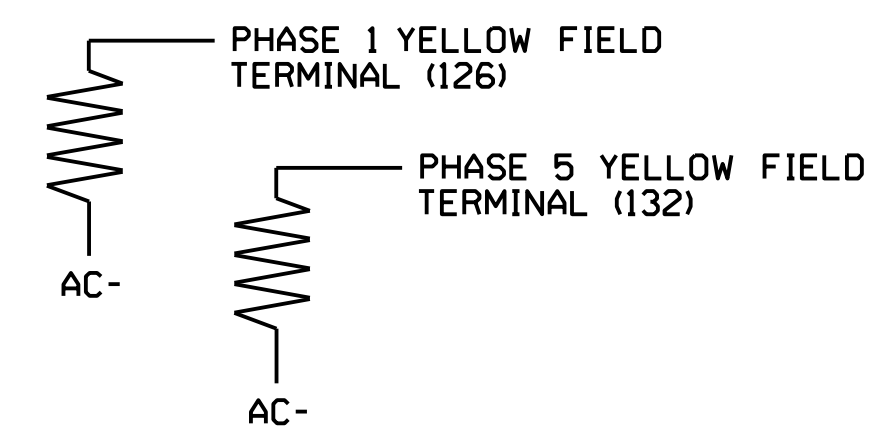 PHASE 1 YELLOW FIELD
TERMINAL (126)
PHASE 5 YELLOW FIELD
TERMINAL (132)
AC-
AC-